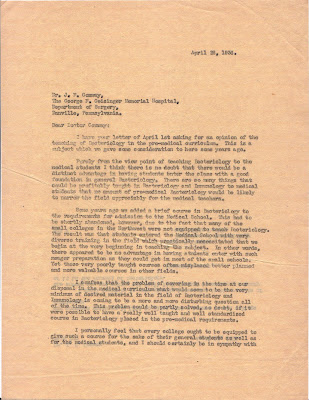 April 25, 1935.
Dr. J. F. Conway,
The George F. Geisinger Memorial Hospital,
Department of Surgery,
Danville, Pennsylvania.
Dear Doctor Conway:
I have your letter of April 1st asking for an opinion of the
teaching of Bacteriology in the pre-medical curriculum. This is a
subject which we gave some consideration to here some years ago.
Purely from the view point of teaching Bacteriology to the
medical students I think there is no doubt that there would be a
distinct advantage in having students enter the class with a good
foundation in general Bacteriology. There are so many things that
could be profitably taught in Bacteriology and Immunology to medical
students that an amount of pre-medical Bacteriology would be likely
to narrow the field appreciably for the medical teachers.
Some years ago we added a brief course in Bacteriology to
the requirements for admission to the Medical School. This had to
be shortly abandoned, however, due to the fact that many of the
small colleges in the Northwest were not equipped to teach Bacteriology.
The result was that students entered the Medical School with very
diverse training in the field which practically necessitated that we
begin at the very beginning in teaching the subject. In other words,
there appeared to be no advantage in having students enter with such
meager preparation as they could get in most of the small schools.
Yet these very poorly taught courses often displaced better planned
and more valuable courses in other fields.
I confess that the problem of covering in the time at our
disposal in the medical curriculum what would seem to be the very
minimum of desired material in the field of Bacteriology and
Immunology is coming to be a more and more disturbing question all
of the time. This problem would be partly solved, no doubt, if it
were possible to have a really well taught and well standardized
course in Bacteriology placed in the pre-medical requirements.
I personally feel that every college ought to be equipped to
give such a course for the sake of their general students as well as
for the medical students, and I should certainly be in sympathy with